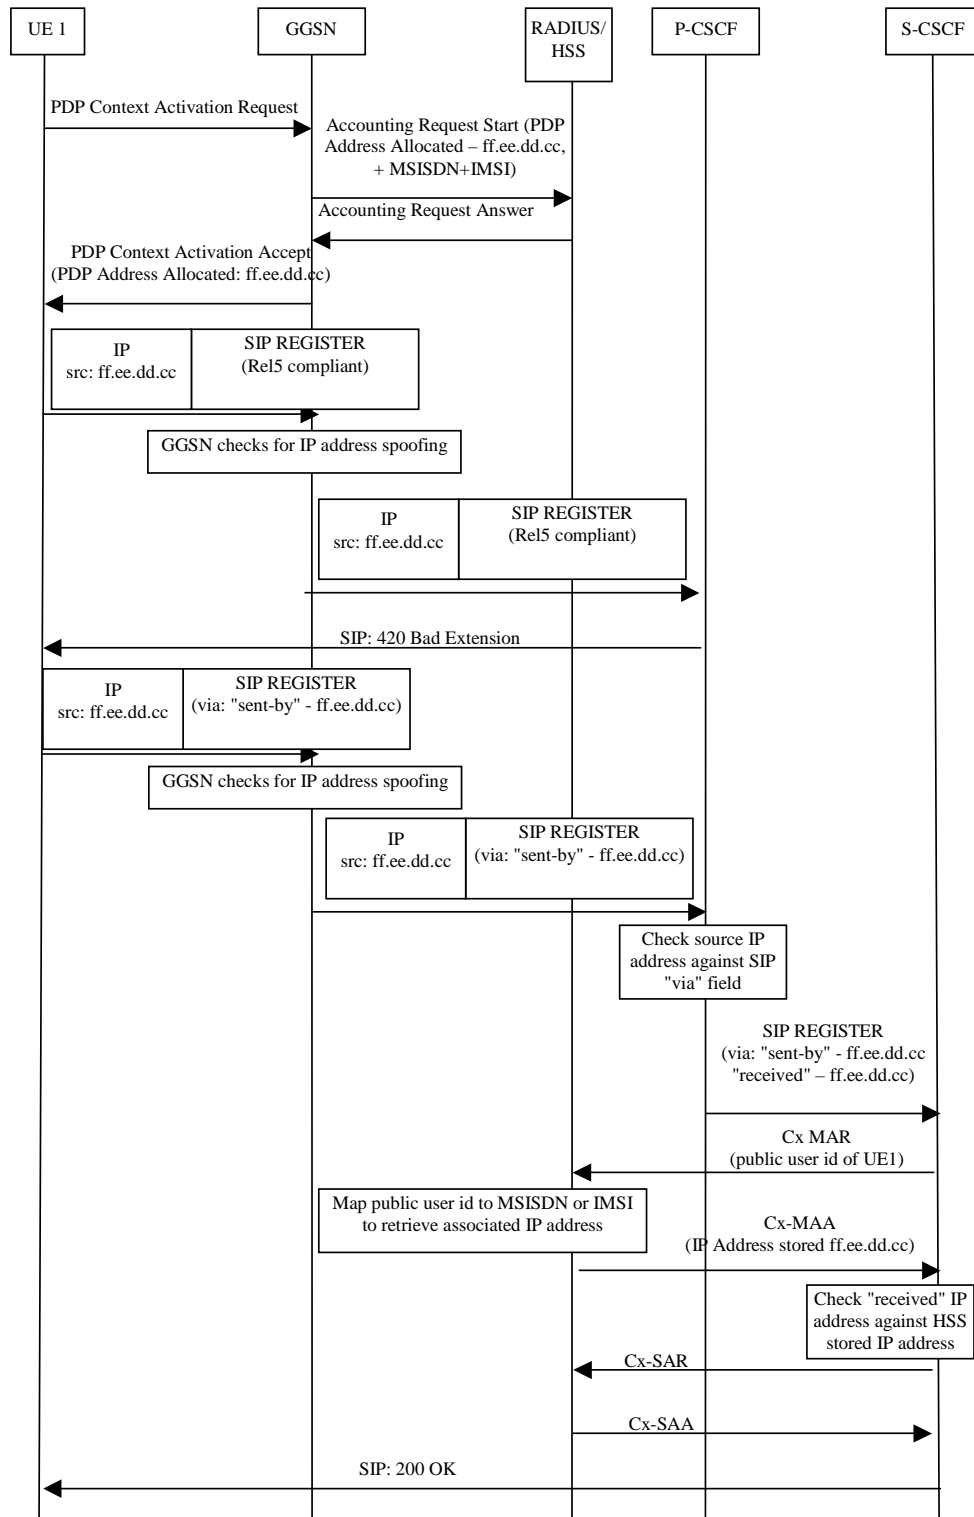 UE 1
GGSN
RADIUS/
HSS
P-CSCF
S-CSCF
PDP Context Activation Request
Accounting Request Start (PDP
Address Allocated – ff.ee.dd.cc,
+ MSISDN+IMSI)
Accounting Request Answer
PDP Context Activation Accept
(PDP Address Allocated: ff.ee.dd.cc)
IP
src: ff.ee.dd.cc
SIP REGISTER
(Rel5 compliant)
GGSN checks for IP address spoofing
IP
src: ff.ee.dd.cc
SIP REGISTER
(Rel5 compliant)
SIP: 420 Bad Extension
IP
src: ff.ee.dd.cc
SIP REGISTER
(via: "sent-by" - ff.ee.dd.cc)
GGSN checks for IP address spoofing
IP
src: ff.ee.dd.cc
SIP REGISTER
(via: "sent-by" - ff.ee.dd.cc)
Check source IP
address against SIP
"via" field
SIP REGISTER
(via: "sent-by" - ff.ee.dd.cc
"received" – ff.ee.dd.cc)
Cx MAR
(public user id of UE1)
Map public user id to MSISDN or IMSI
to retrieve associated IP address
Cx-MAA
(IP Address stored ff.ee.dd.cc)
Check "received" IP
address against HSS
stored IP address
Cx-SAR
Cx-SAA
SIP: 200 OK